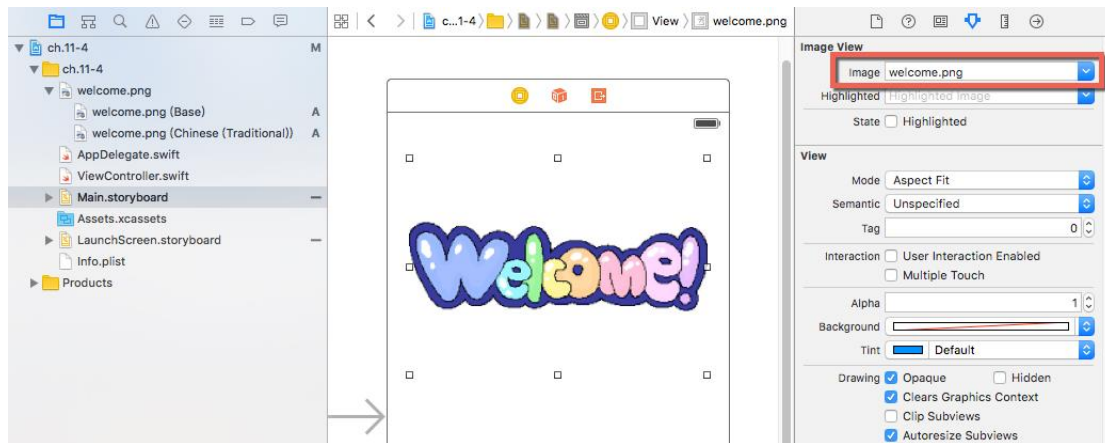 c...1-4 View welcome.png
ch.11-4 M
ch.11-4
welcome.png
welcome.png (Base) A
welcome.png (Chinese (Traditional)) A
AppDelegate.swift
ViewController.swift
Main.storyboard
Assets.xcassets
LaunchScreen.storyboard
Info.plist
Products
Welcome!
Image View
Image welcome.png
Highlighted Highlighted Image
State Highlighted
View
Mode Aspect Fit
Semantic Unspecified
Tag 0
Interaction User Interaction Enabled
Multiple Touch
Alpha 1
Background
Tint Default
Drawing Opaque Hidden
Clears Graphics Context
Clip Subviews
Autoresize Subviews